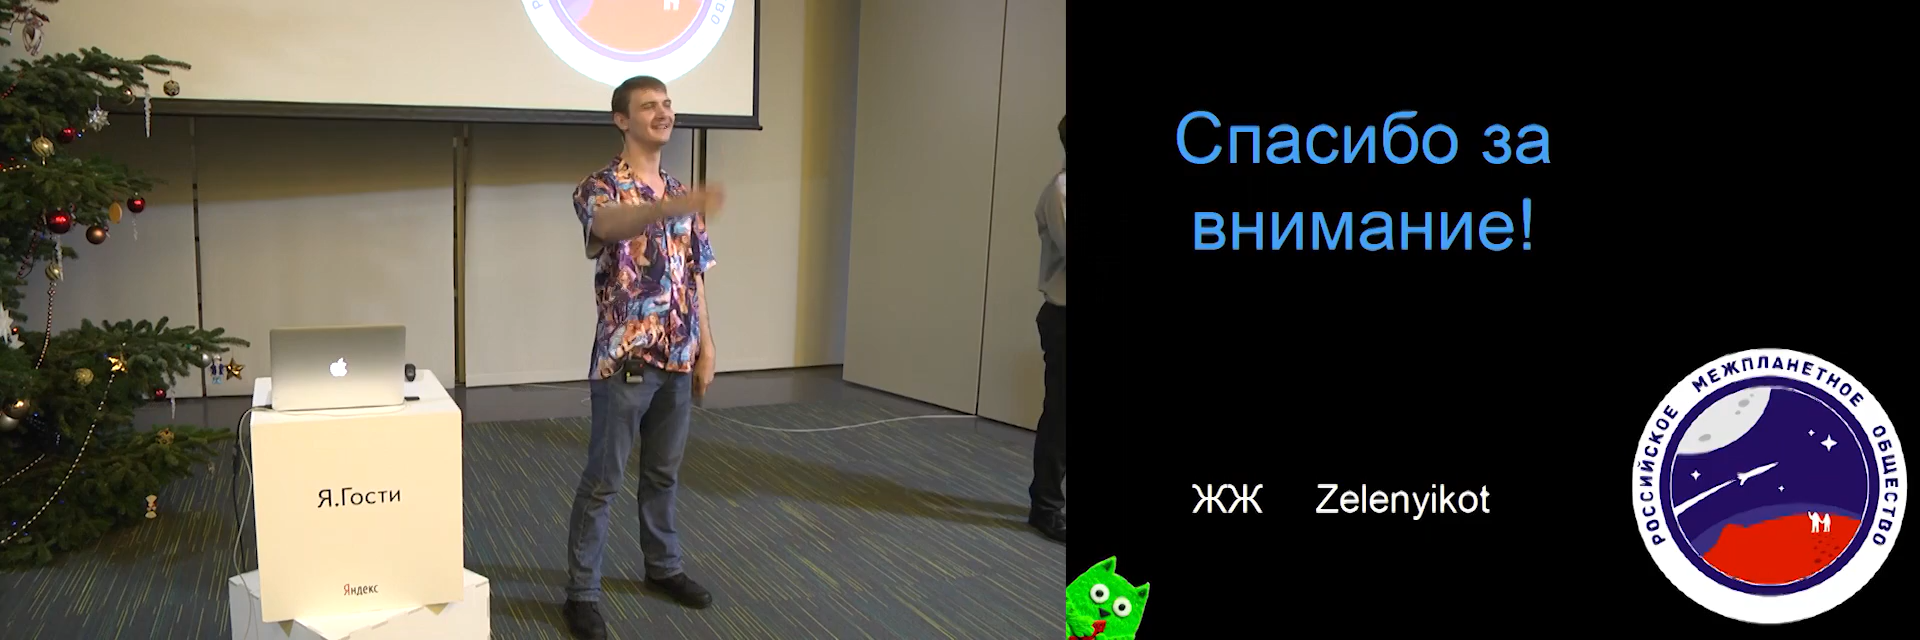 Я.Гости
Яндекс
Спасибо за
внимание!
ЖЖ Zelenyikot
РОССИЙСКОЕ МЕЖПЛАНЕТНОЕ ОБЩЕСТВО